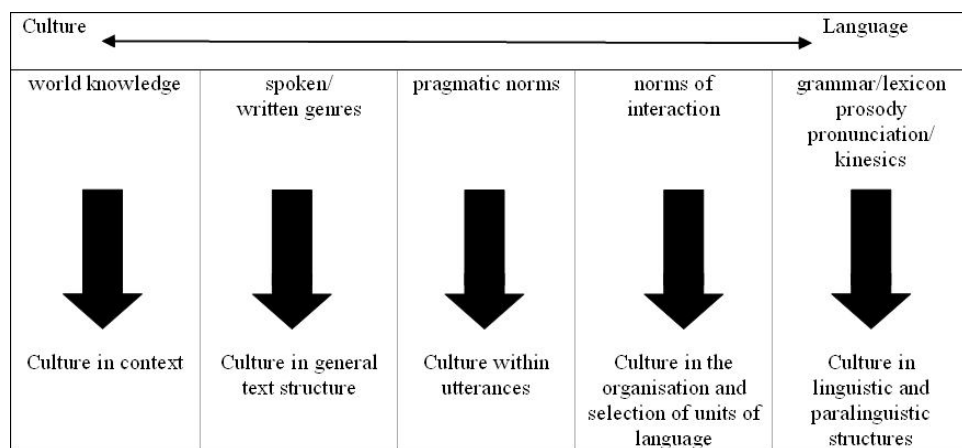 Culture
Language
world knowledge
spoken/
written genres
pragmatic norms
norms of
interaction
grammar/lexicon
prosody
pronunciation/
kinesics
Culture in context
Culture in general
text structure
Culture within
utterances
Culture in the
organisation and
selection of units of
language
Culture in
linguistic and
paralinguistic
structures